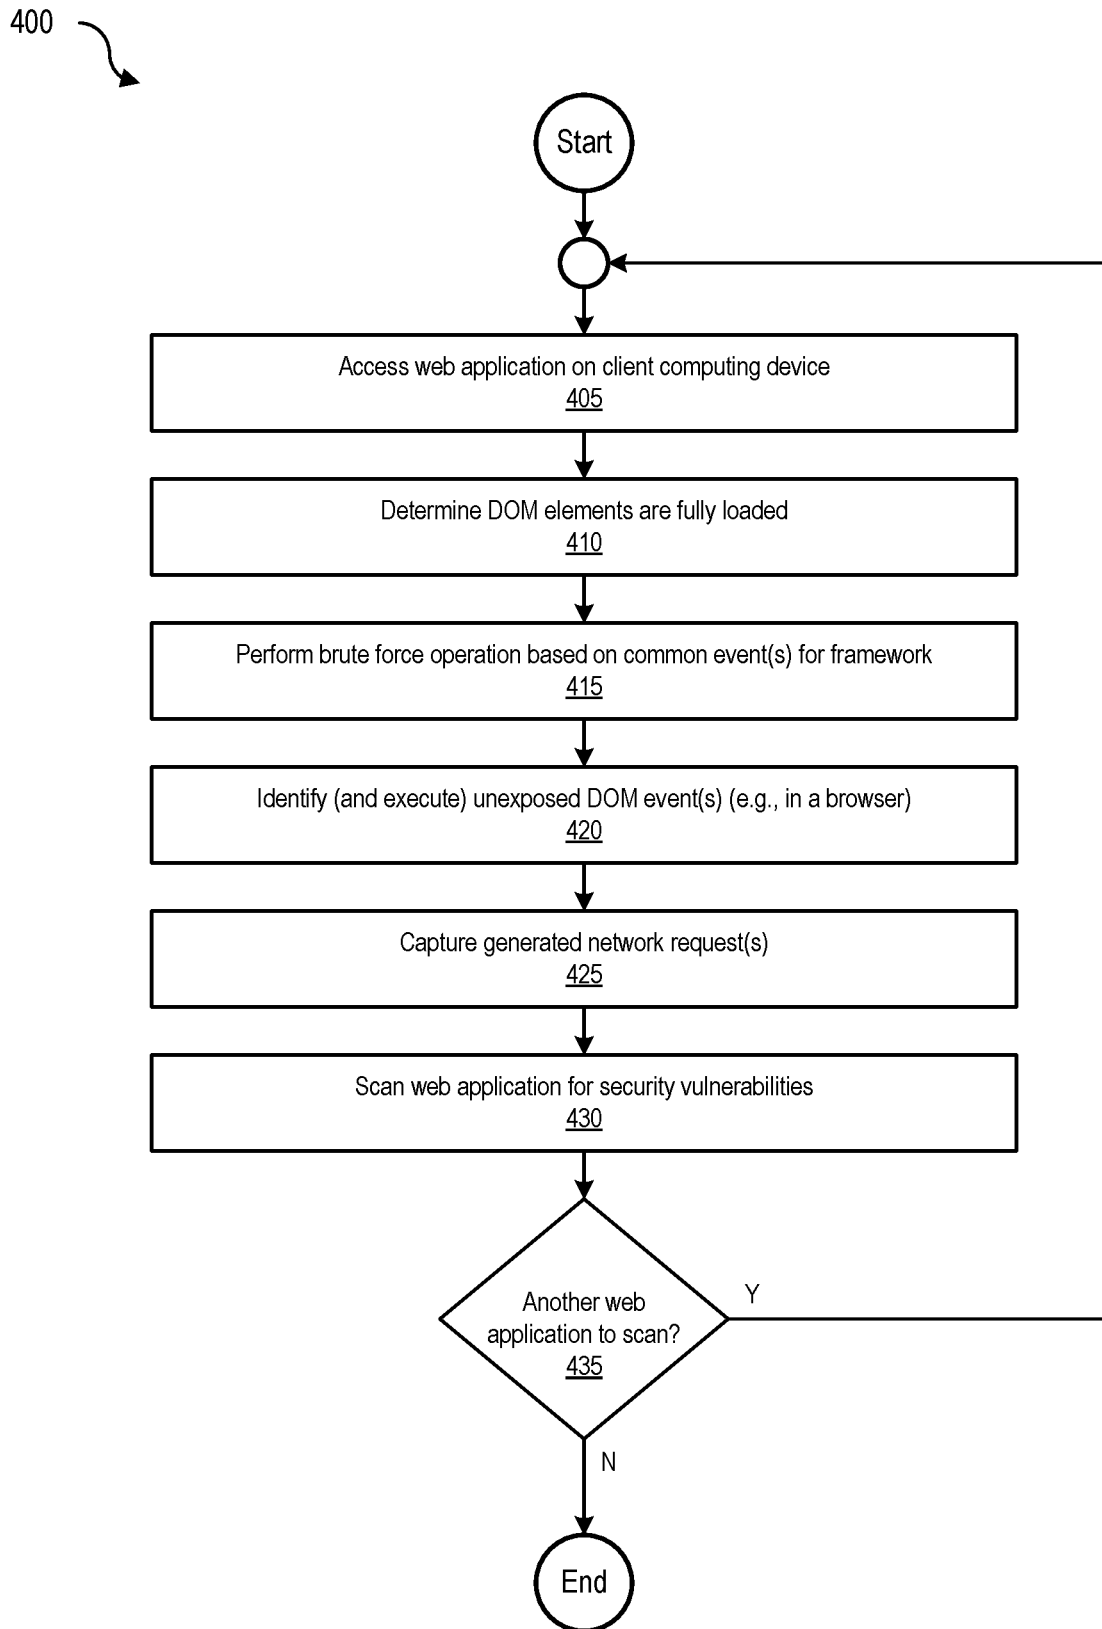 400
Start
Access web application on client computing device
405
Determine DOM elements are fully loaded
410
Perform brute force operation based on common event(s) for framework
415
Identify (and execute) unexposed DOM event(s) (e.g., in a browser)
420
Capture generated network request(s)
425
Scan web application for security vulnerabilities
430
Another web
application to scan?
435
Y
N
End